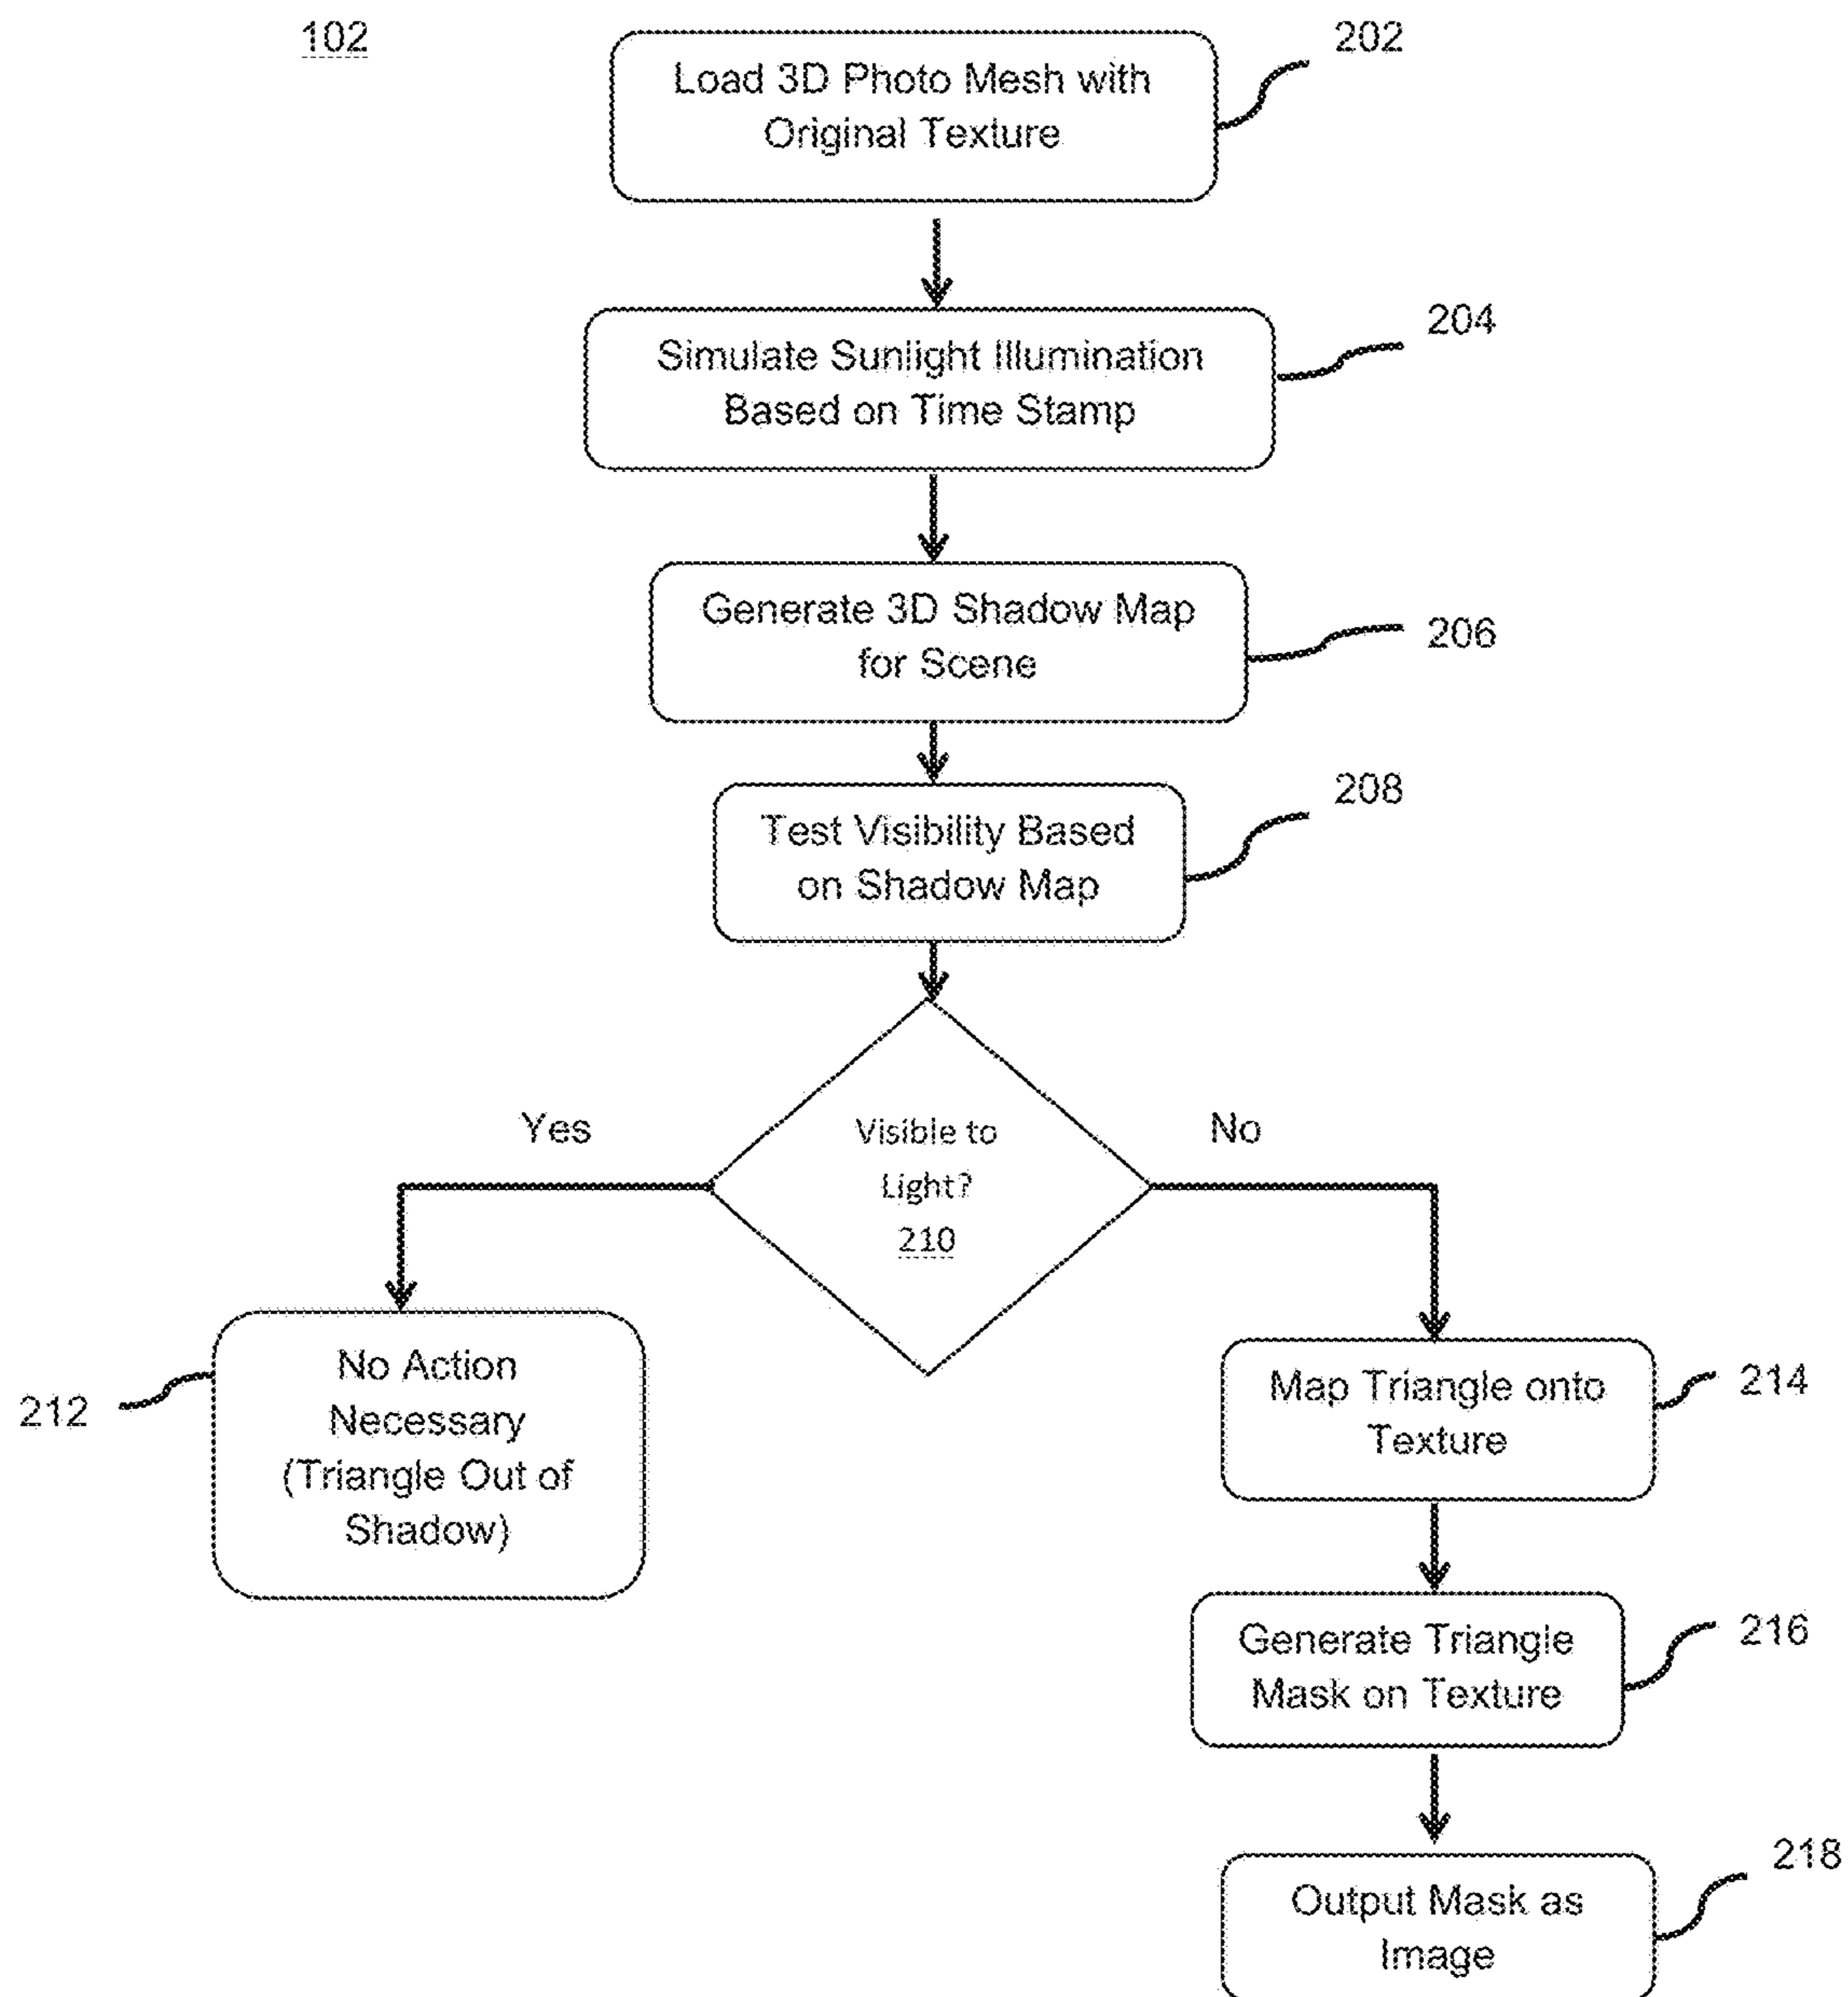 102
202
Load 3D Photo Mesh with
Original Texture
204
Simulate Sunlight Illumination
Based on Time Stamp
Generate 3D Shadow Map
for Scene
206
208
Test Visibility Based
on Shadow Map
Yes
No
Visible to
Light?
210
212
No Action
Necessary
(Triangle Out of
Shadow)
214
Map Triangle onto
Texture
216
Generate Triangle
Mask on Texture
218
Output Mask as
Image